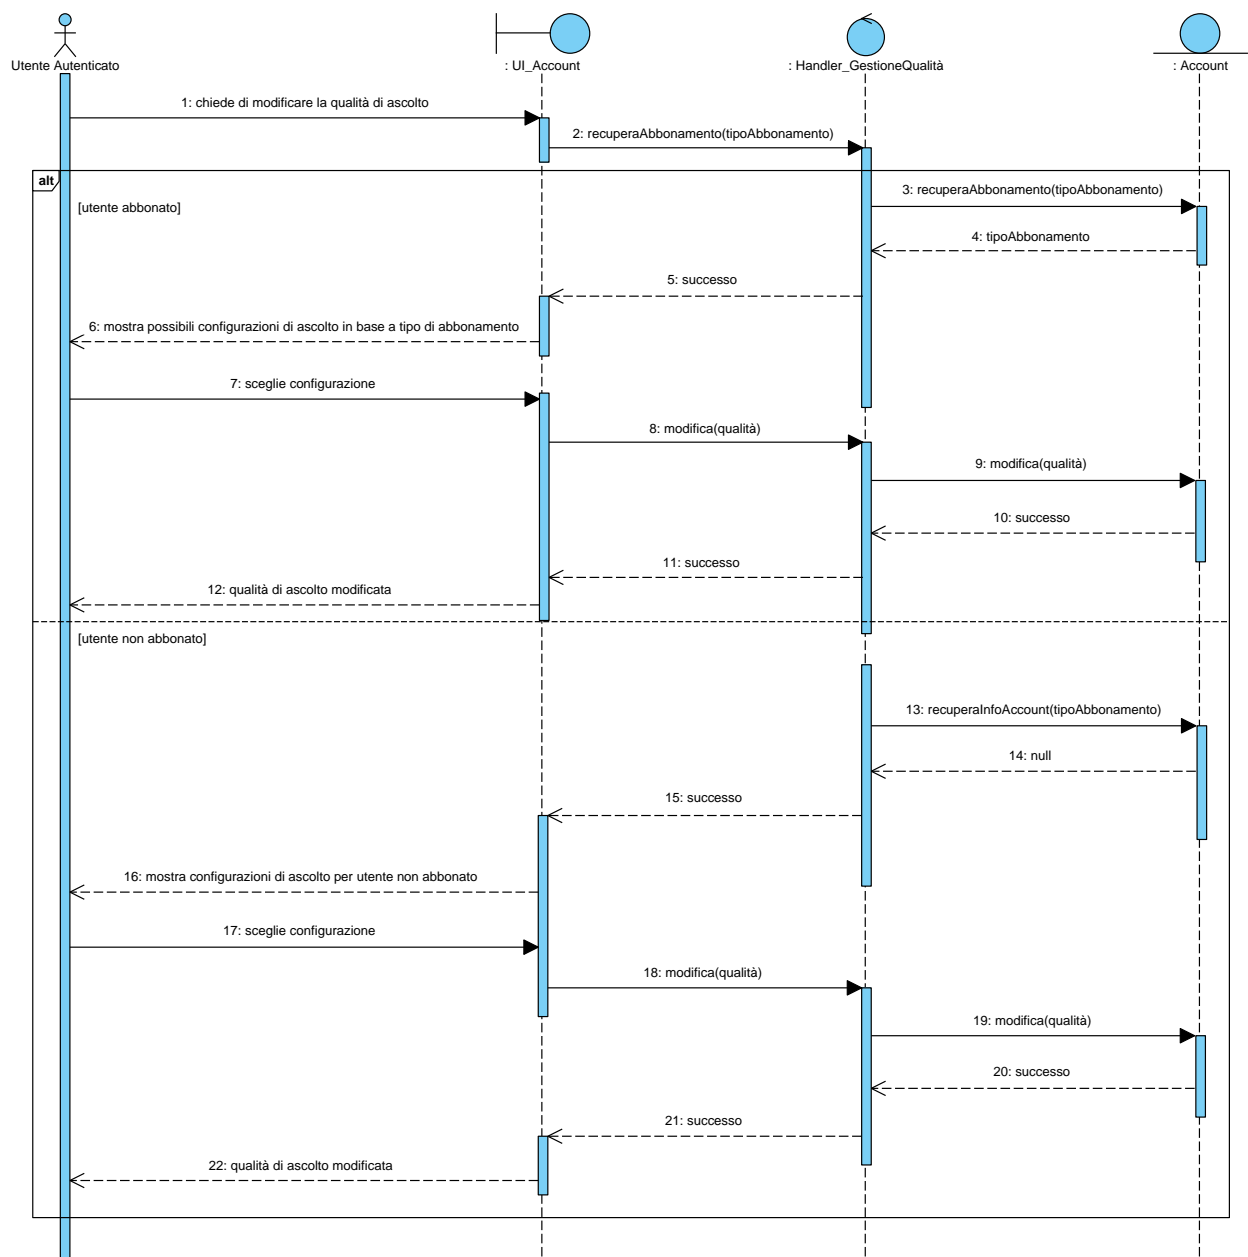 Utente Autenticato
: UI_Account
: Handler_GestioneQualità
: Account
1: chiede di modificare la qualità di ascolto
2: recuperaAbbonamento(tipoAbbonamento)
alt
[utente abbonato]
3: recuperaAbbonamento(tipoAbbonamento)
4: tipoAbbonamento
5: successo
6: mostra possibili configurazioni di ascolto in base a tipo di abbonamento
7: sceglie configurazione
8: modifica(qualità)
9: modifica(qualità)
10: successo
11: successo
12: qualità di ascolto modificata
[utente non abbonato]
13: recuperaInfoAccount(tipoAbbonamento)
14: null
15: successo
16: mostra configurazioni di ascolto per utente non abbonato
17: sceglie configurazione
18: modifica(qualità)
19: modifica(qualità)
20: successo
21: successo
22: qualità di ascolto modificata